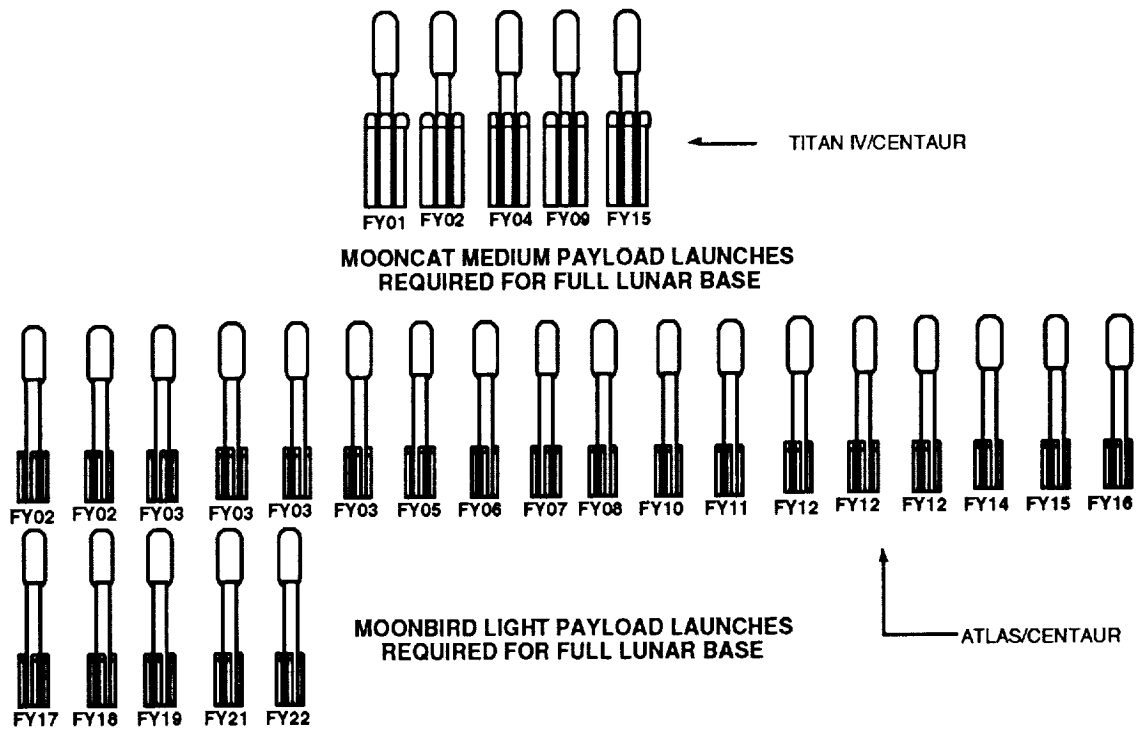 TITAN IV/CENTAUR
FY01 FY02 FY04 FY09 FY15
MOONCAT MEDIUM PAYLOAD LAUNCHES
REQUIRED FOR FULL LUNAR BASE
FY02 FY02 FY03 FY03 FY03 FY03 FY05 FY06 FY07 FY08 FY10 FY11 FY12 FY12 FY12 FY14 FY15 FY16
MOONBIRD LIGHT PAYLOAD LAUNCHES
REQUIRED FOR FULL LUNAR BASE
ATLAS/CENTAUR
FY17 FY18 FY19 FY21 FY22